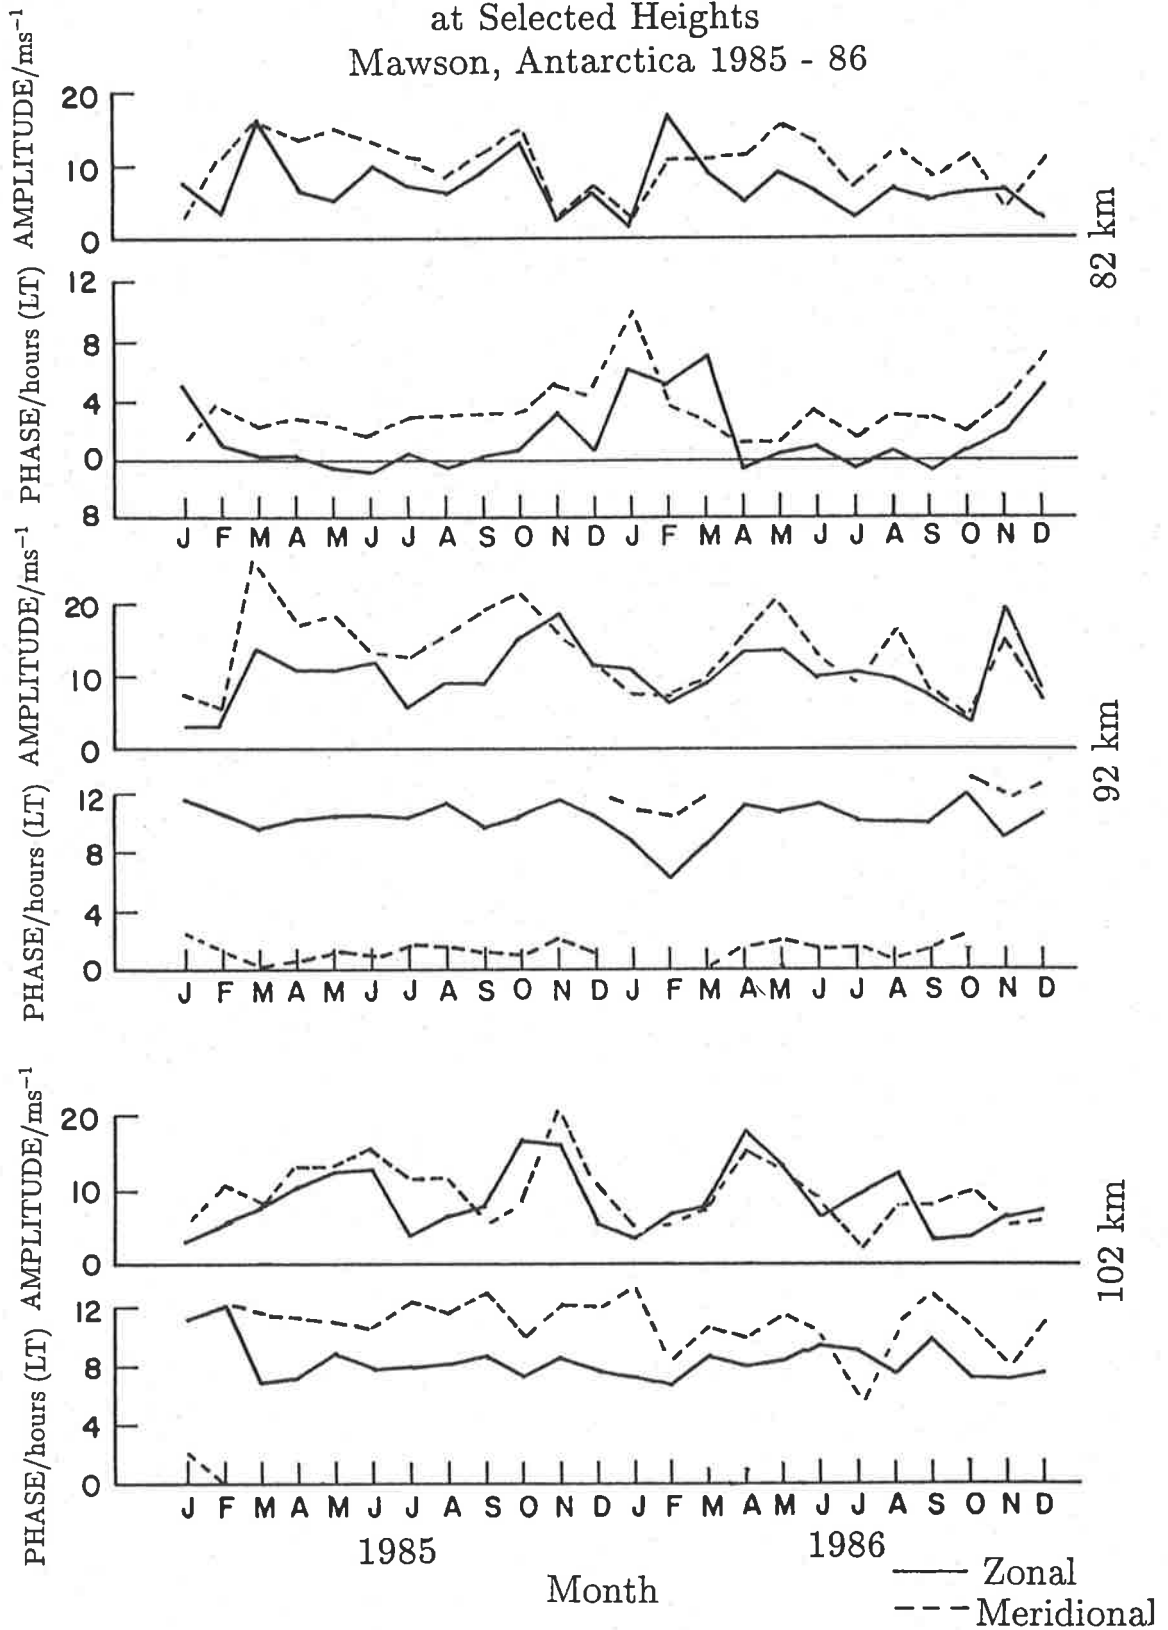 at Selected Heights
Mawson, Antarctica 1985 - 86
AMPLITUDE/ms⁻¹
20
10
0
82 km
PHASE/hours (LT)
12
8
4
0
8
J F M A M J J A S O N D J F M A M J J A S O N D
AMPLITUDE/ms⁻¹
20
10
0
92 km
PHASE/hours (LT)
12
8
4
0
J F M A M J J A S O N D J F M A M J J A S O N D
AMPLITUDE/ms⁻¹
20
10
0
102 km
PHASE/hours (LT)
12
8
4
0
J F M A M J J A S O N D J F M A M J J A S O N D
1985
1986
Month
Zonal
Meridional